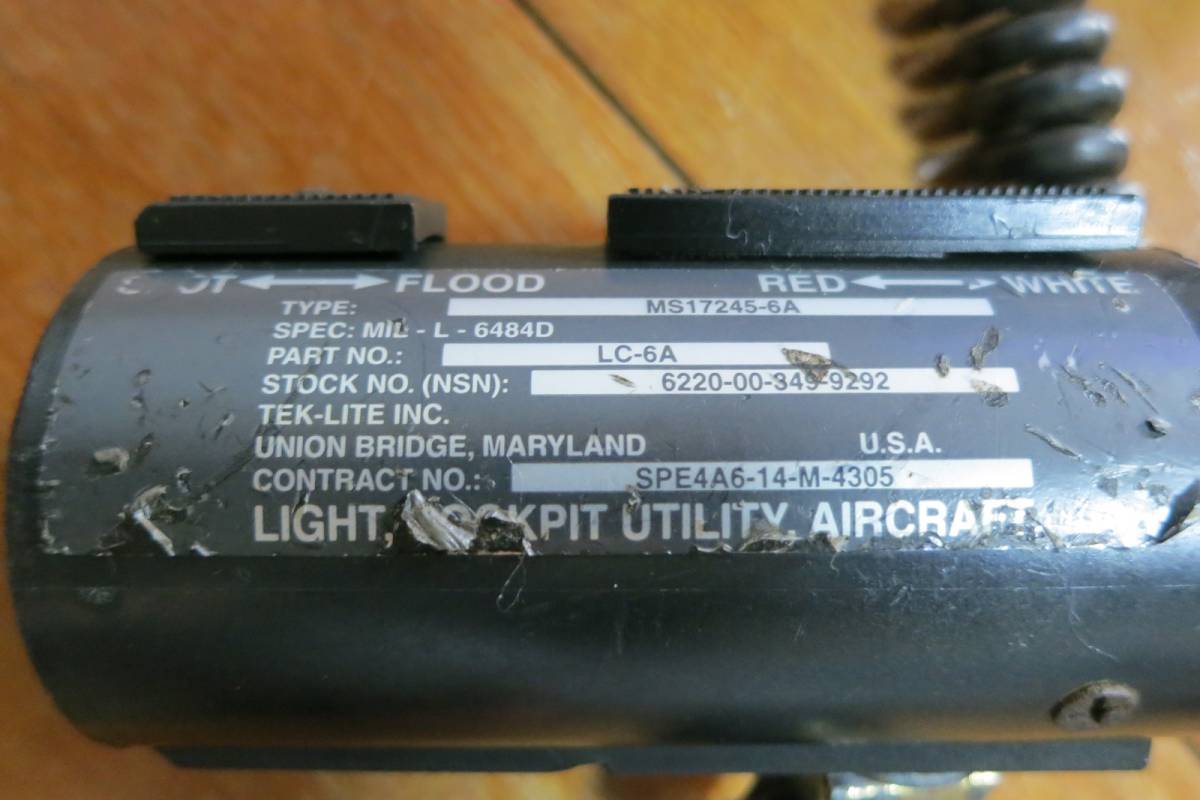 FLOOD RED WHITE
TYPE: MS17245-6A
SPEC: MIL - L - 6484D
PART NO.: LC-6A
STOCK NO. (NSN): 6220-00-349-9292
TEK-LITE INC.
UNION BRIDGE, MARYLAND U.S.A.
CONTRACT NO.: SPE4A6-14-M-4305
LIGHT, COCKPIT UTILITY, AIRCRAFT